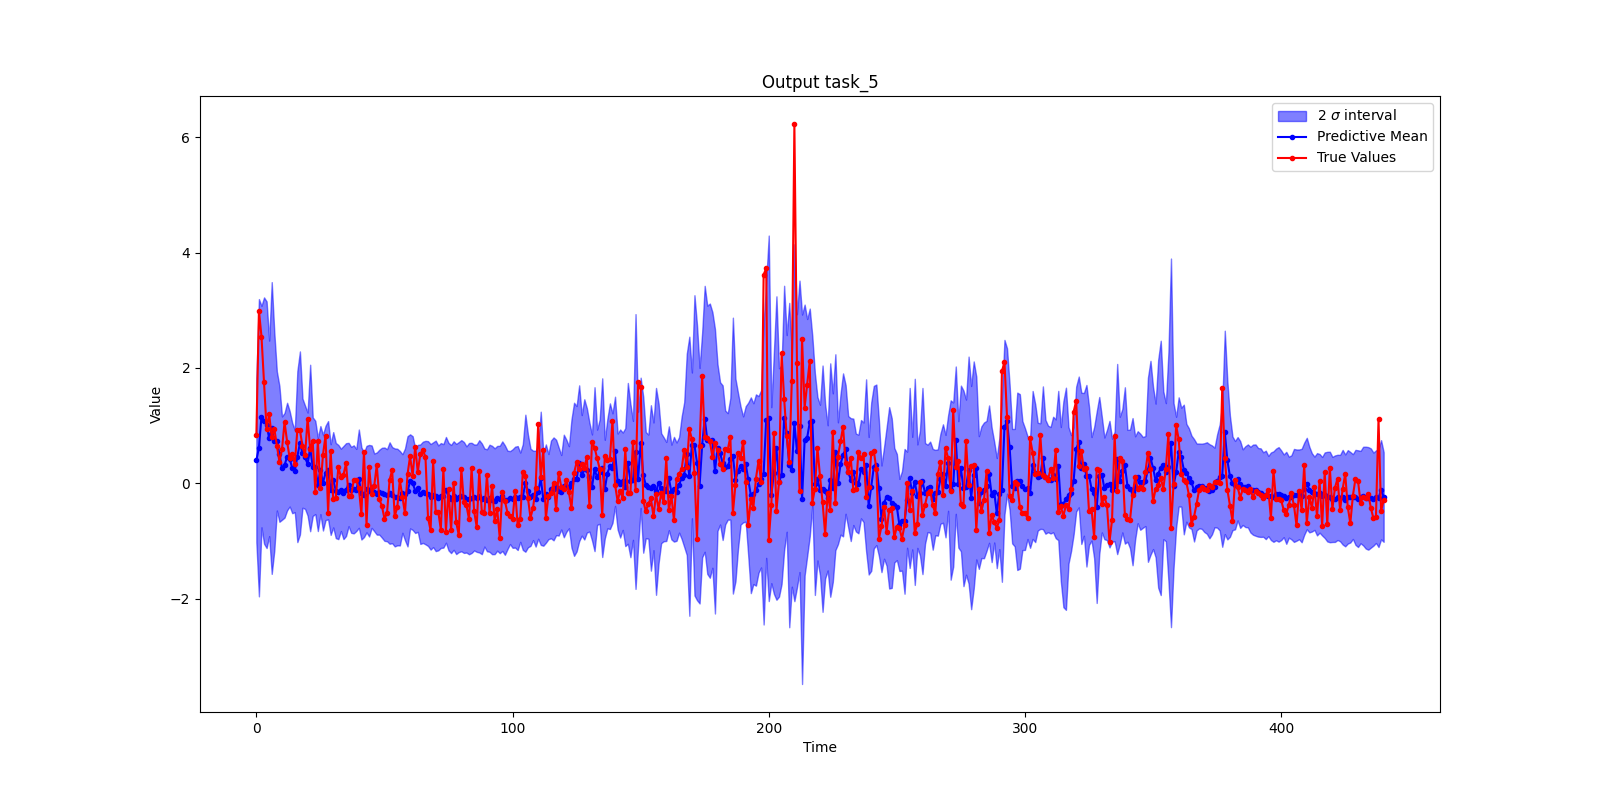 Output task_5
2 σ interval
Predictive Mean
True Values
Value
6
4
2
0
−2
0 100 200 300 400
Time